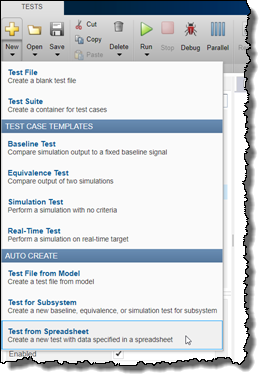 TESTS
New Open Save Cut Copy Paste Delete Run Stop Debug Parallel
Test File
Create a blank test file
Test Suite
Create a container for test cases
TEST CASE TEMPLATES
Baseline Test
Compare simulation output to a fixed baseline signal
Equivalence Test
Compare output of two simulations
Simulation Test
Perform a simulation with no criteria
Real-Time Test
Perform a simulation on real-time target
AUTO CREATE
Test File from Model
Create a test file from model
Test for Subsystem
Create a new baseline, equivalence, or simulation test for subsystem
Test from Spreadsheet
Create a new test with data specified in a spreadsheet
Enabled